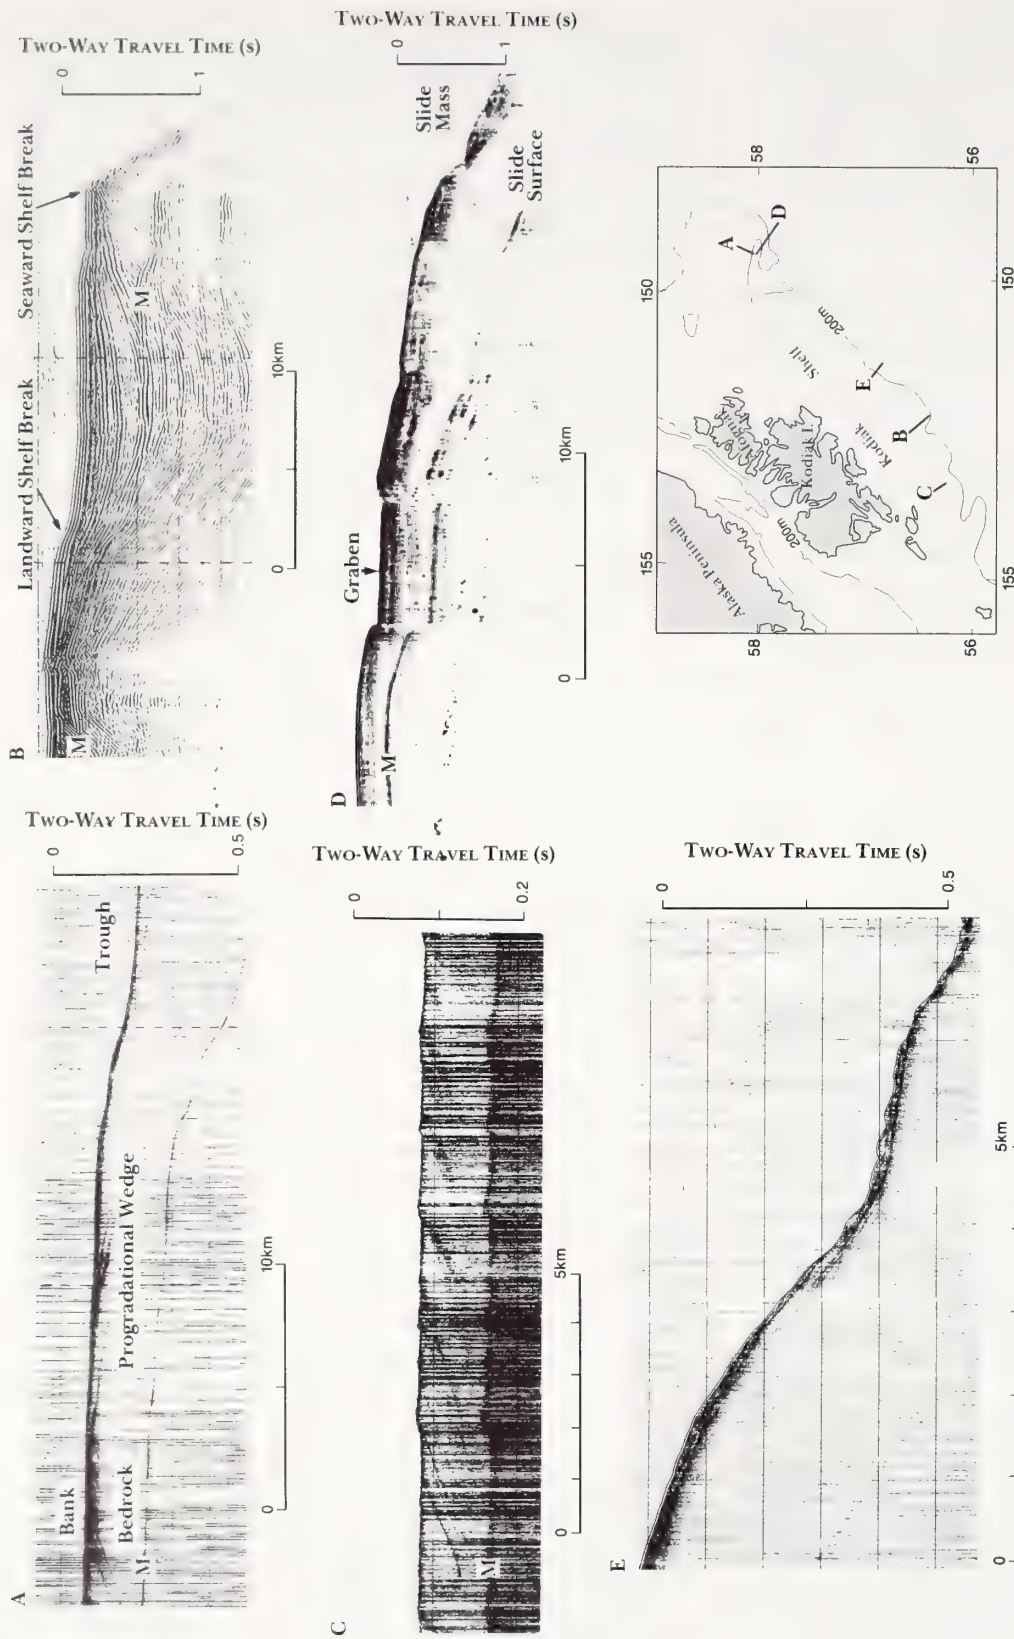 A
TWO-WAY TRAVEL TIME (s)
0
0.5
Bank
Bedrock
M
Progradational Wedge
Trough
0
10km
B
TWO-WAY TRAVEL TIME (s)
0
1
Landward Shelf Break
Seaward Shelf Break
M
M
0
10km
C
TWO-WAY TRAVEL TIME (s)
0
0.2
M
0
5km
D
TWO-WAY TRAVEL TIME (s)
0
1
Graben
M
Slide
Mass
Slide
Surface
0
10km
E
TWO-WAY TRAVEL TIME (s)
0
0.5
0
5km
155
150
58
56
58
56
155
150
Alaska Peninsula
200m
Afognak
Kodiak I.
Kodiak
Shelf
200m
A
D
E
B
C